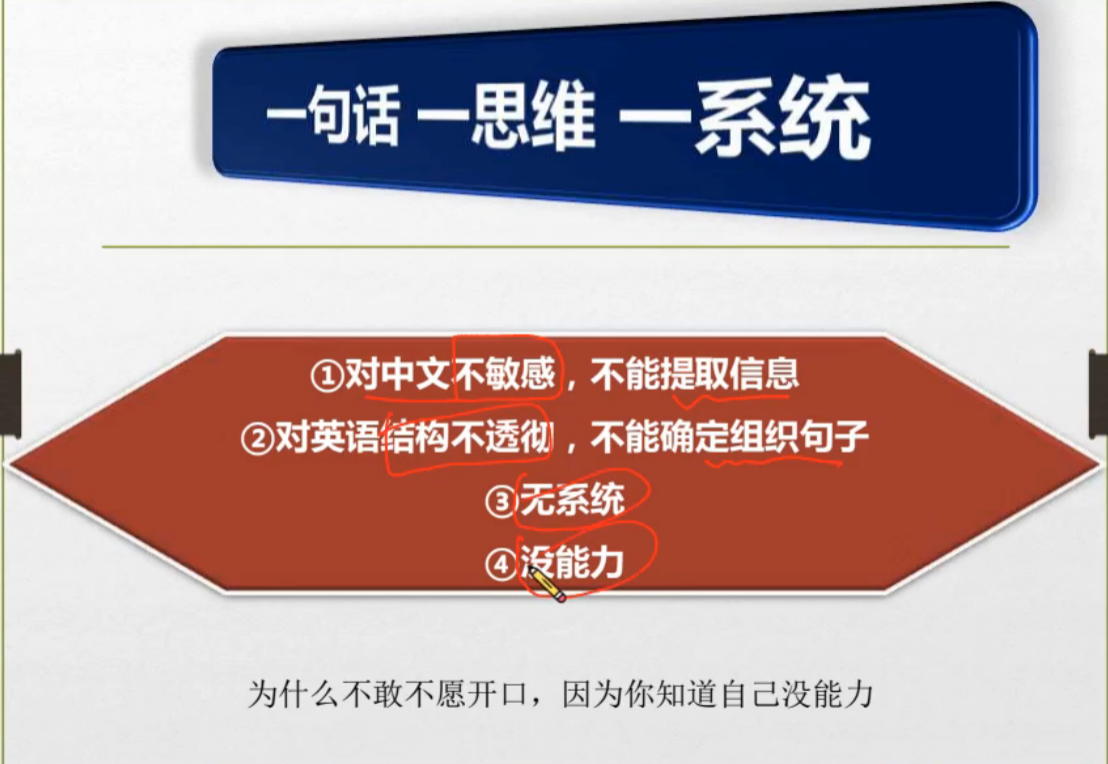 一句话 一思维 一系统
①对中文不敏感，不能提取信息
②对英语结构不透彻，不能确定组织句子
③无系统
④没能力
为什么不敢不愿开口，因为你知道自己没能力